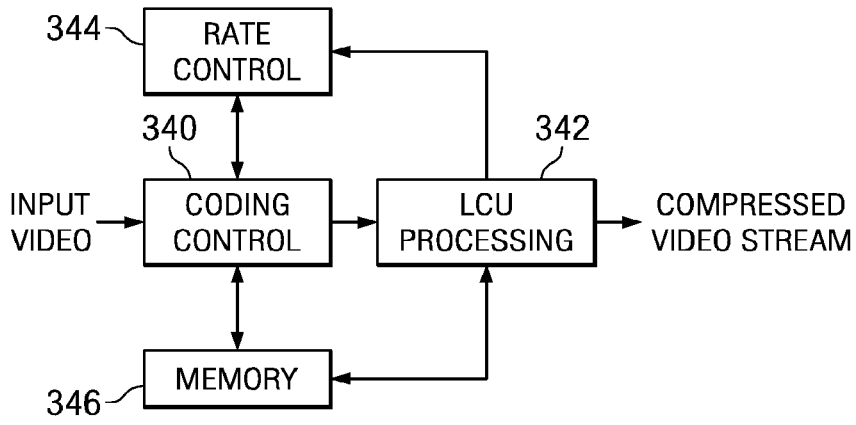 344
RATE
CONTROL
340
342
INPUT
VIDEO
CODING
CONTROL
LCU
PROCESSING
COMPRESSED
VIDEO STREAM
MEMORY
346